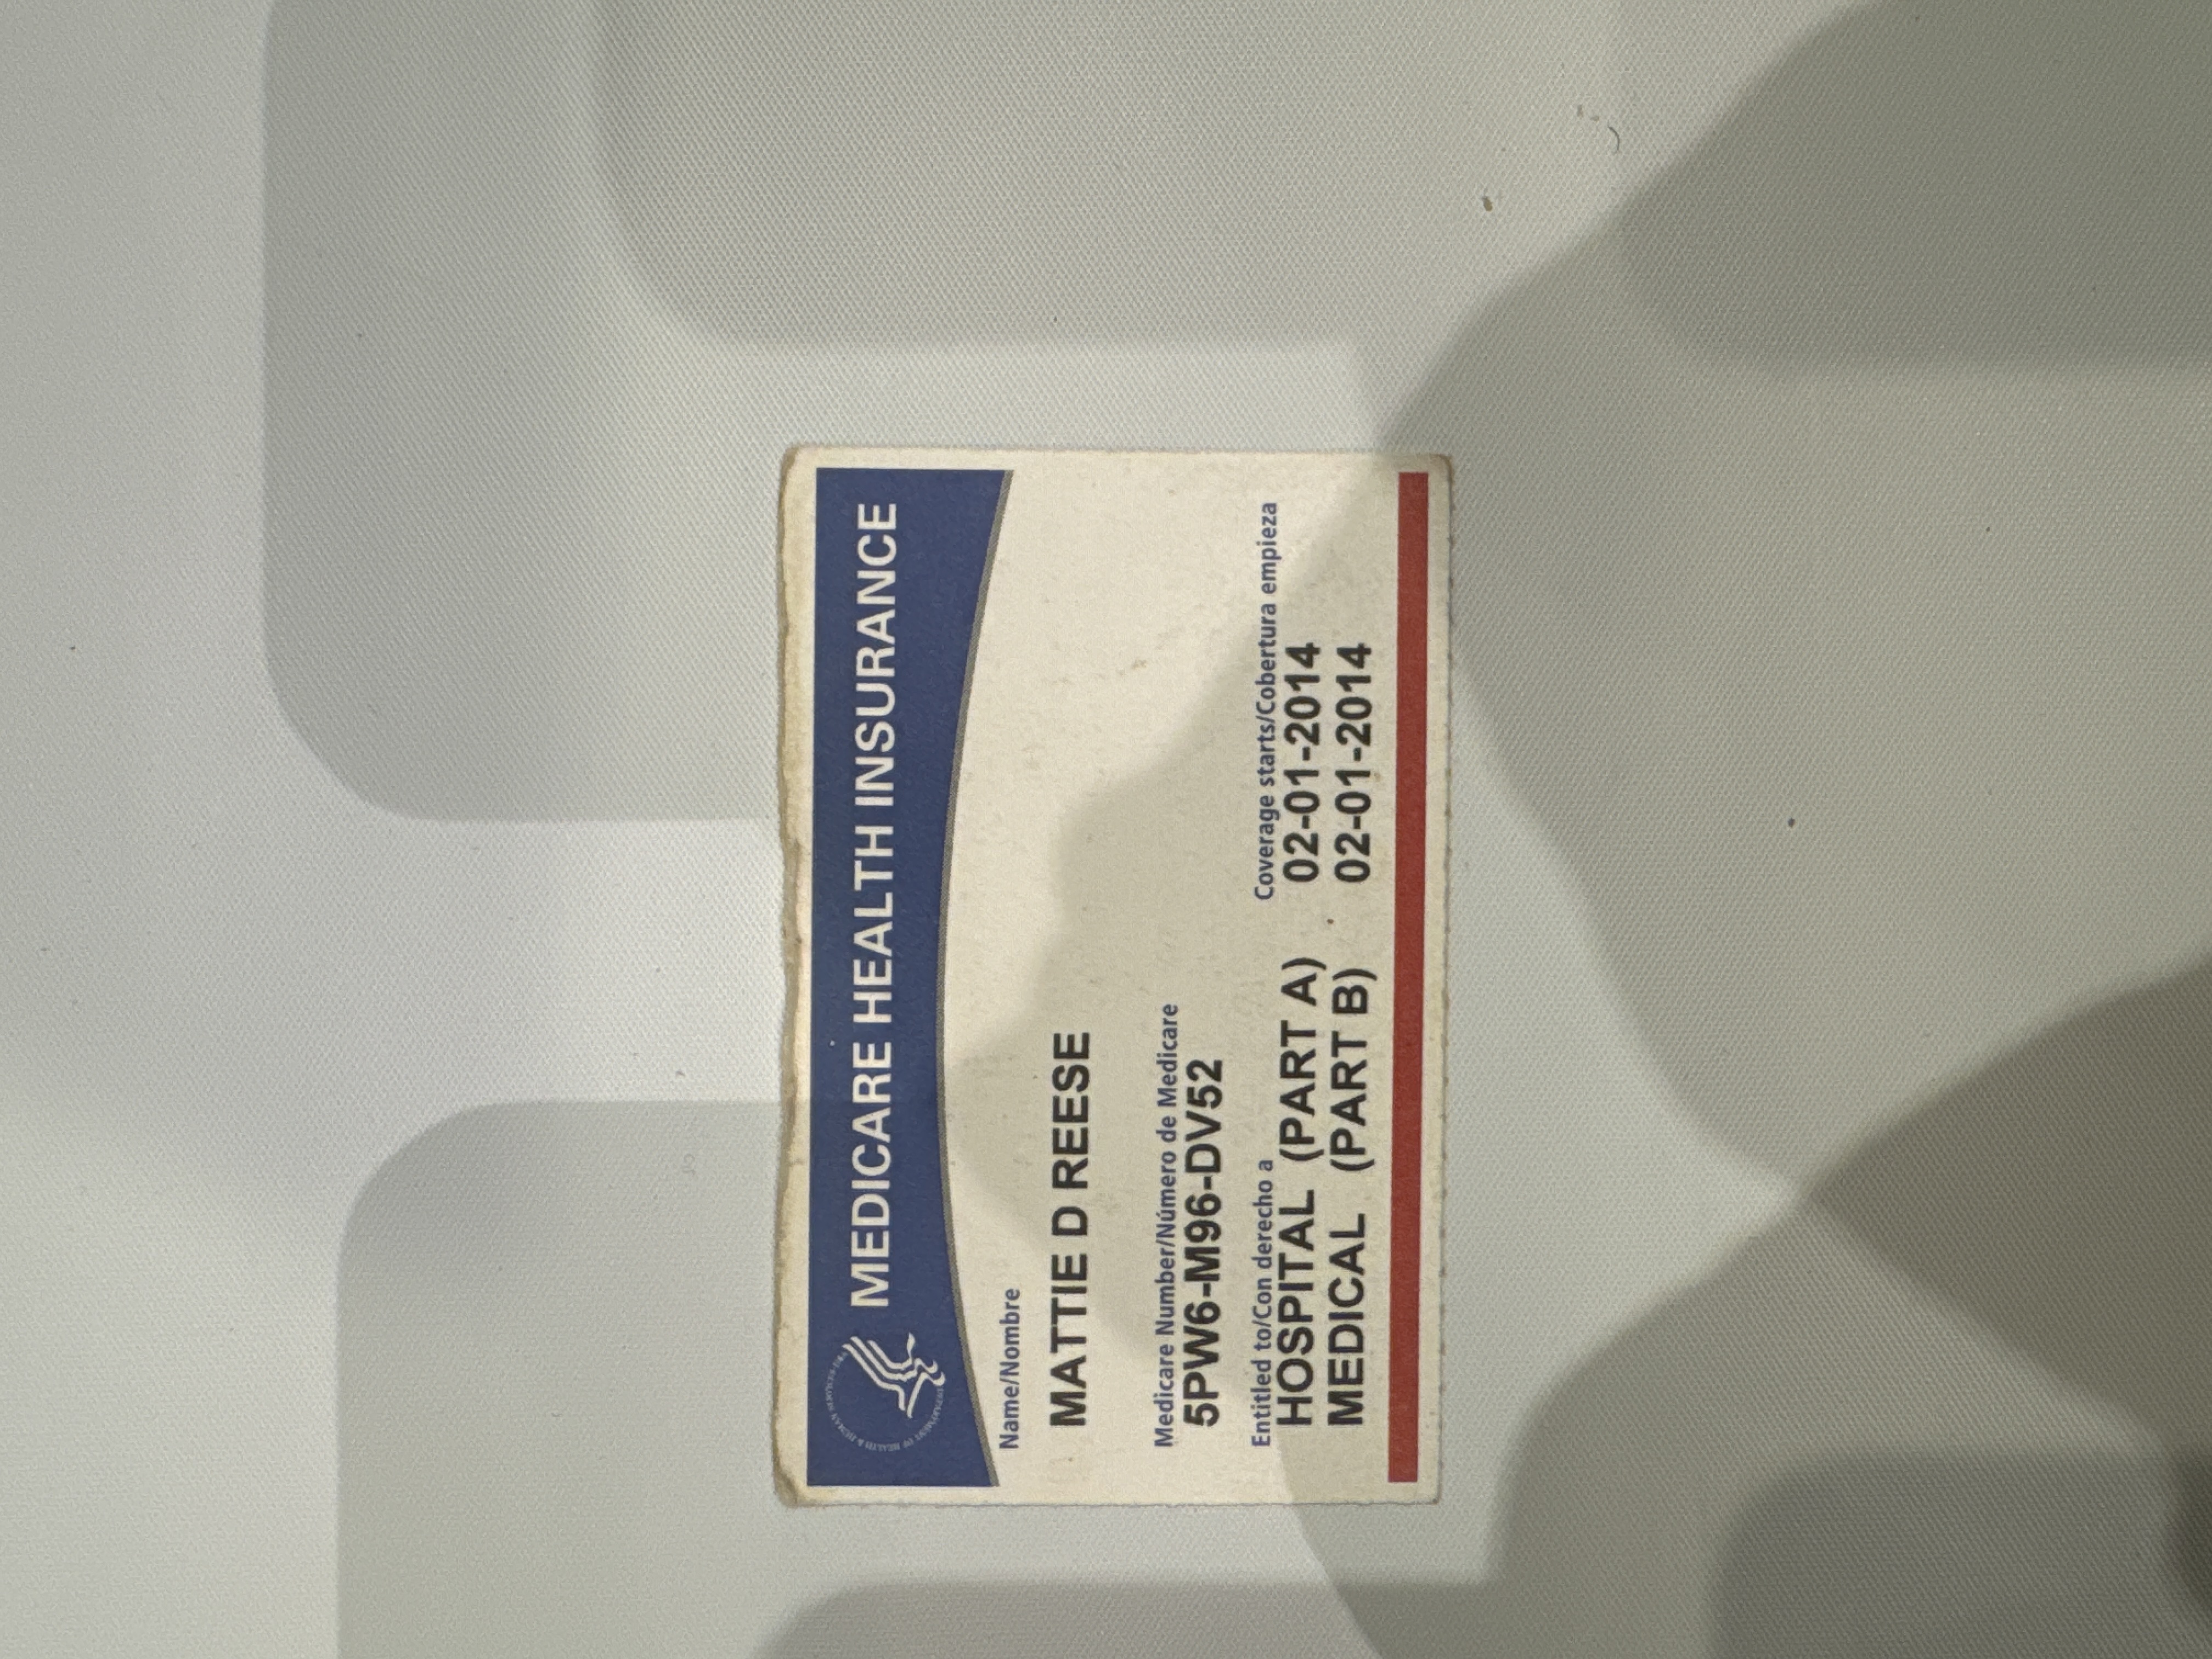 MEDICARE HEALTH INSURANCE
Name/Nombre
MATTIE D REESE
Medicare Number/Número de Medicare
5PW6-M96-DV52
Entitled to/Con derecho a Coverage starts/Cobertura empieza
HOSPITAL (PART A) 02-01-2014
MEDICAL (PART B) 02-01-2014